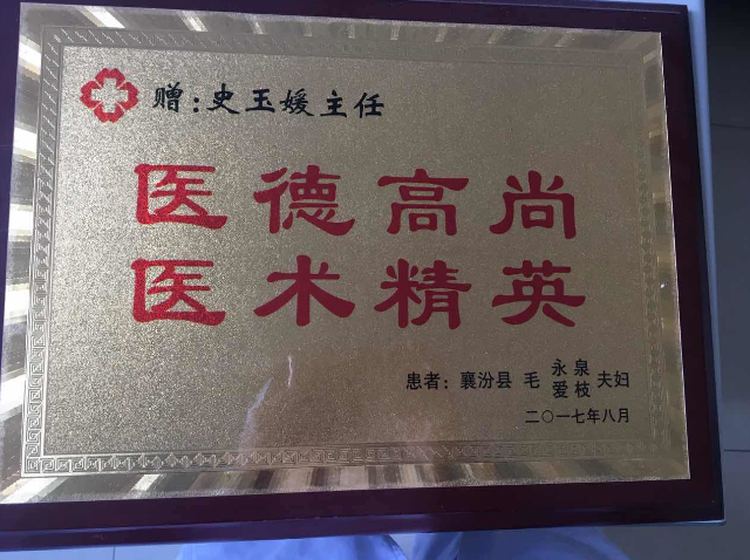 赠：史玉媛主任
医德高尚
医术精英
患者：襄汾县 毛 永泉 爱枝 夫妇
二〇一七年八月